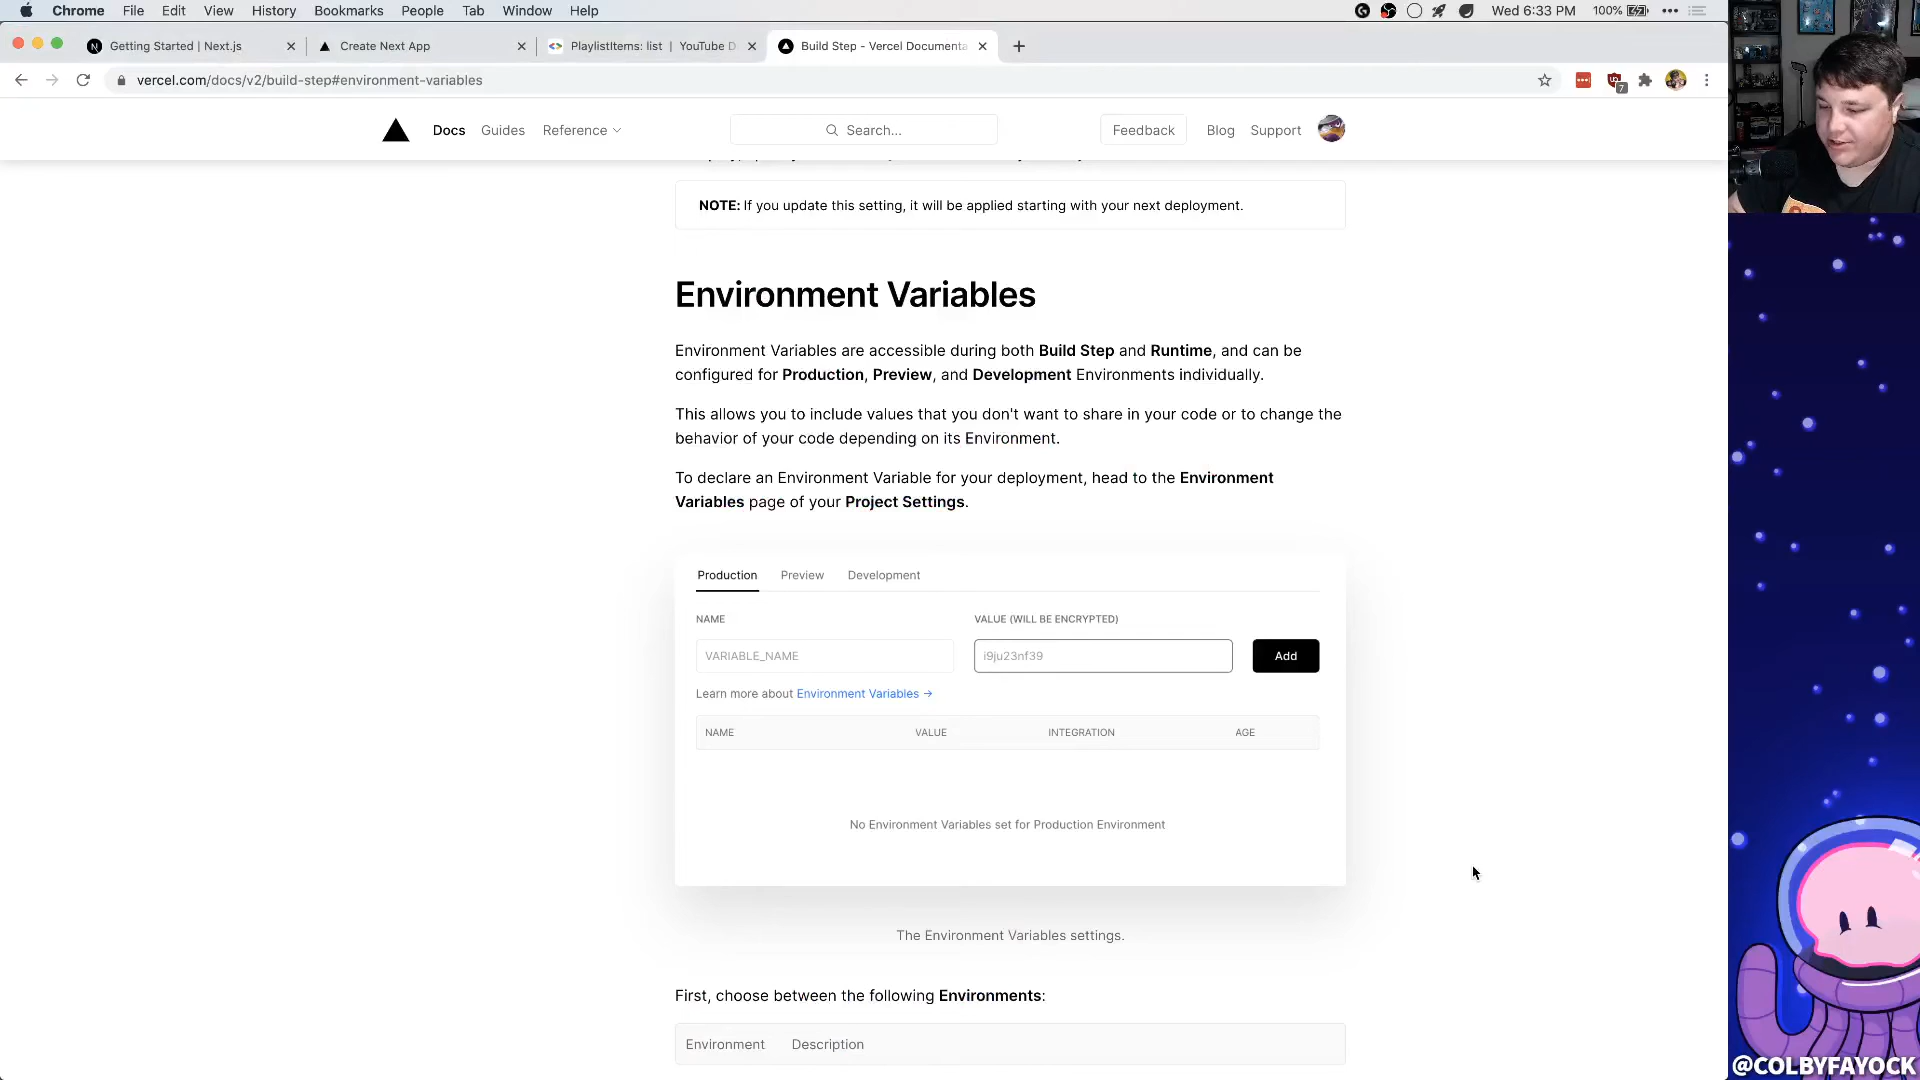 Chrome File Edit View History Bookmarks People Tab Window Help
Wed 6:33 PM 100%
Getting Started | Next.js
Create Next App
PlaylistItems: list | YouTube D
Build Step - Vercel Documenta
vercel.com/docs/v2/build-step#environment-variables
7
Docs Guides Reference
Search...
Feedback Blog Support
NOTE: If you update this setting, it will be applied starting with your next deployment.
Environment Variables
Environment Variables are accessible during both Build Step and Runtime, and can be
configured for Production, Preview, and Development Environments individually.
This allows you to include values that you don't want to share in your code or to change the
behavior of your code depending on its Environment.
To declare an Environment Variable for your deployment, head to the Environment
Variables page of your Project Settings.
Production Preview Development
NAME VALUE (WILL BE ENCRYPTED)
VARIABLE_NAME i9ju23nf39 Add
Learn more about Environment Variables →
NAME VALUE INTEGRATION AGE
No Environment Variables set for Production Environment
The Environment Variables settings.
First, choose between the following Environments:
Environment Description
@COLBYFAYOCK